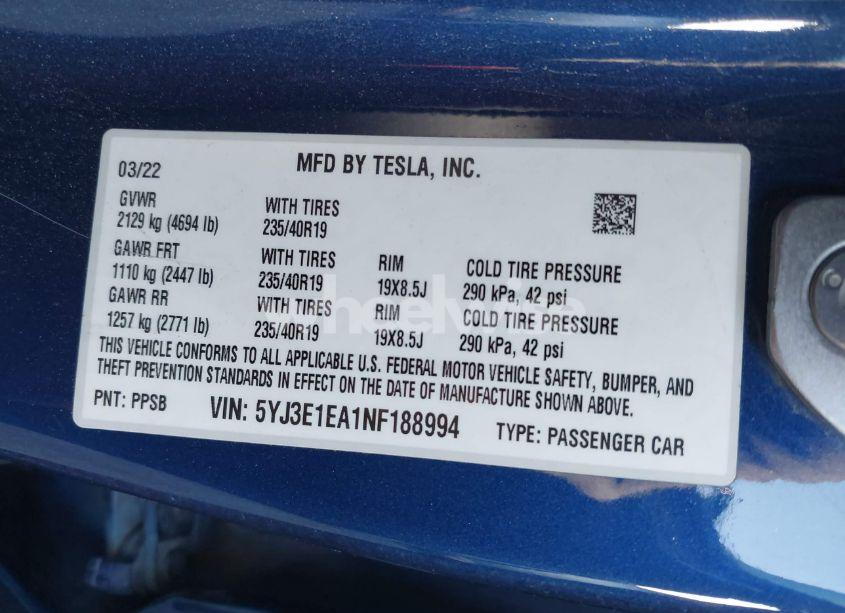 03/22 MFD BY TESLA, INC.
GVWR WITH TIRES
2129 kg (4694 lb) 235/40R19
GAWR FRT WITH TIRES RIM COLD TIRE PRESSURE
1110 kg (2447 lb) 235/40R19 19X8.5J 290 kPa, 42 psi
GAWR RR WITH TIRES RIM COLD TIRE PRESSURE
1257 kg (2771 lb) 235/40R19 19X8.5J 290 kPa, 42 psi
THIS VEHICLE CONFORMS TO ALL APPLICABLE U.S. FEDERAL MOTOR VEHICLE SAFETY, BUMPER, AND
THEFT PREVENTION STANDARDS IN EFFECT ON THE DATE OF MANUFACTURE SHOWN ABOVE.
PNT: PPSB VIN: 5YJ3E1EA1NF188994 TYPE: PASSENGER CAR